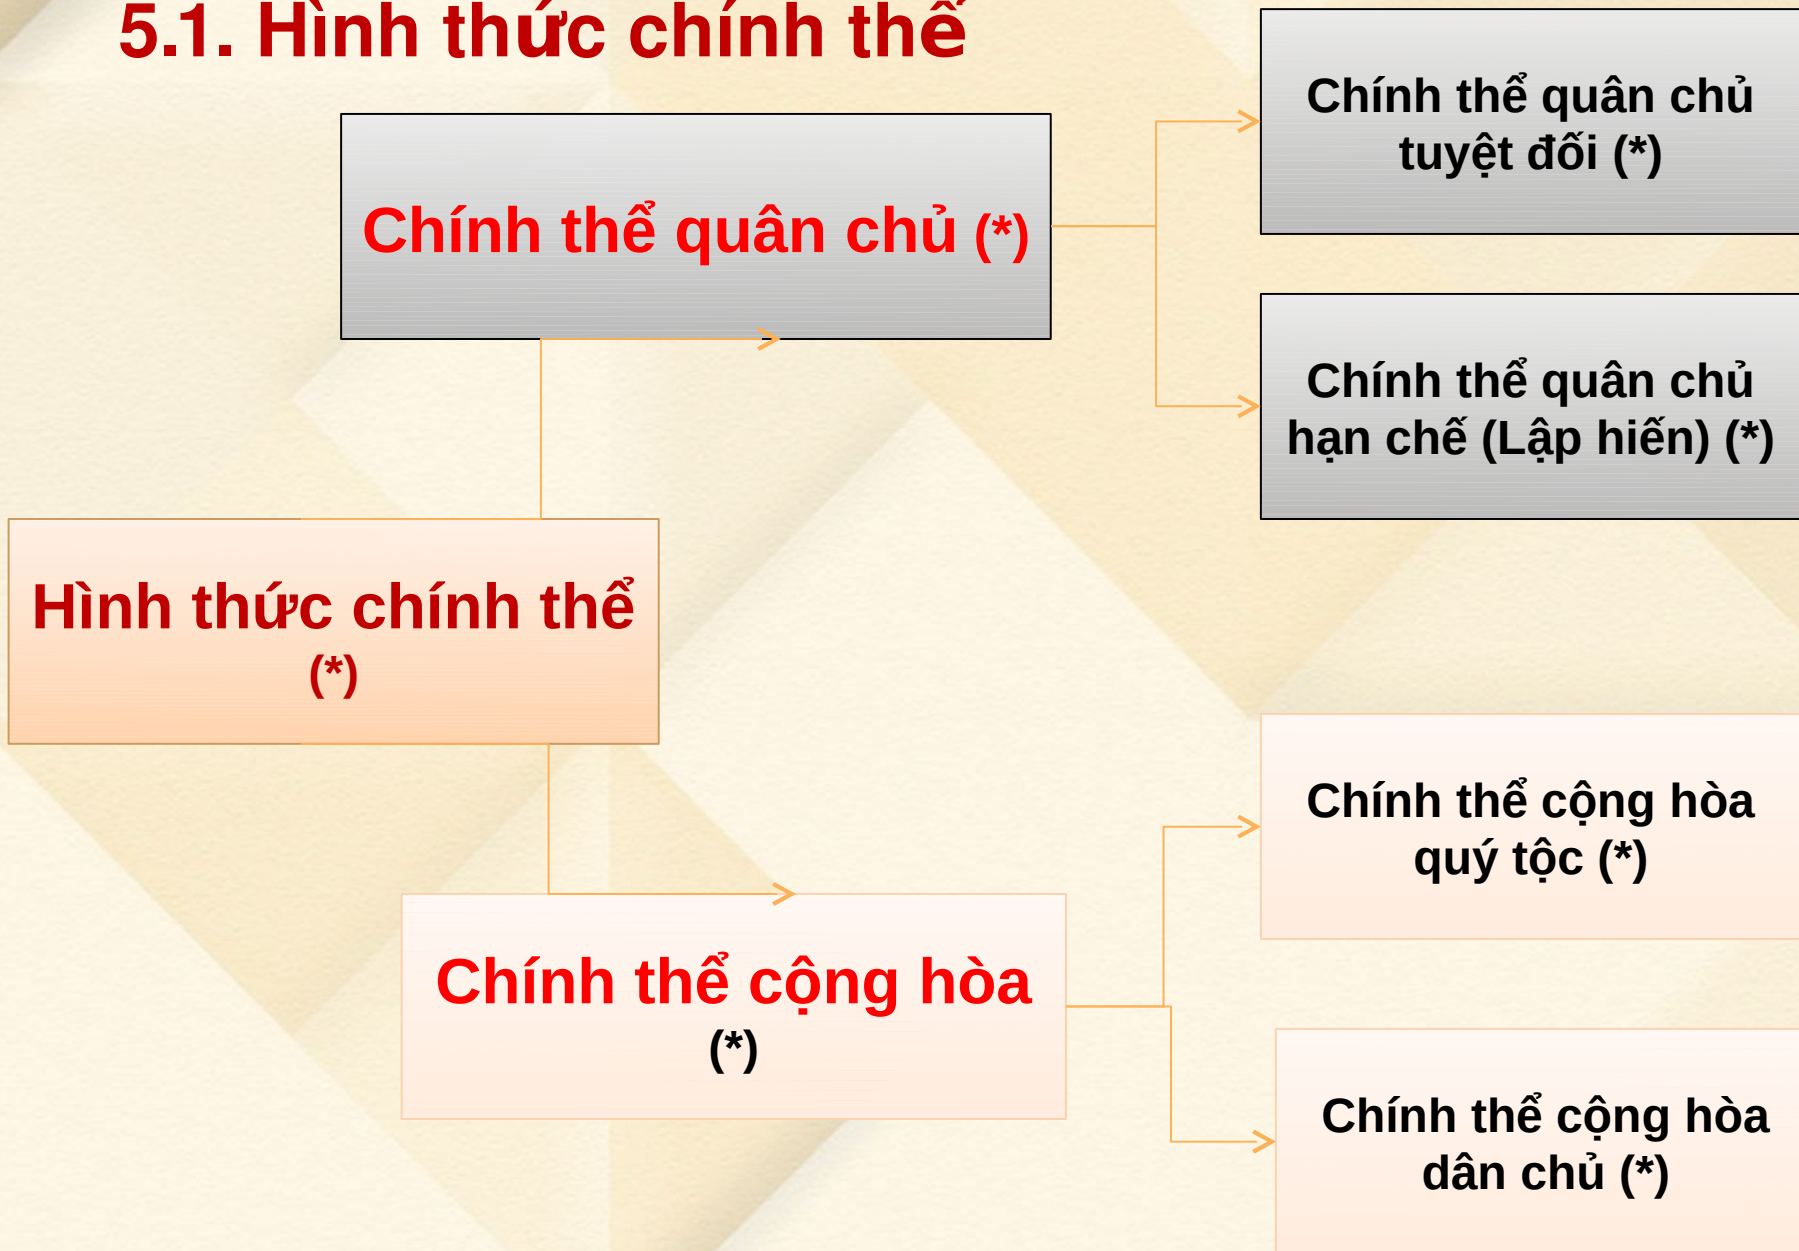 5.1. Hình thức chính thể
Chính thể quân chủ
tuyệt đối (*)
Chính thể quân chủ (*)
Chính thể quân chủ
hạn chế (Lập hiến) (*)
Hình thức chính thể
(*)
Chính thể cộng hòa
quý tộc (*)
Chính thể cộng hòa
(*)
Chính thể cộng hòa
dân chủ (*)